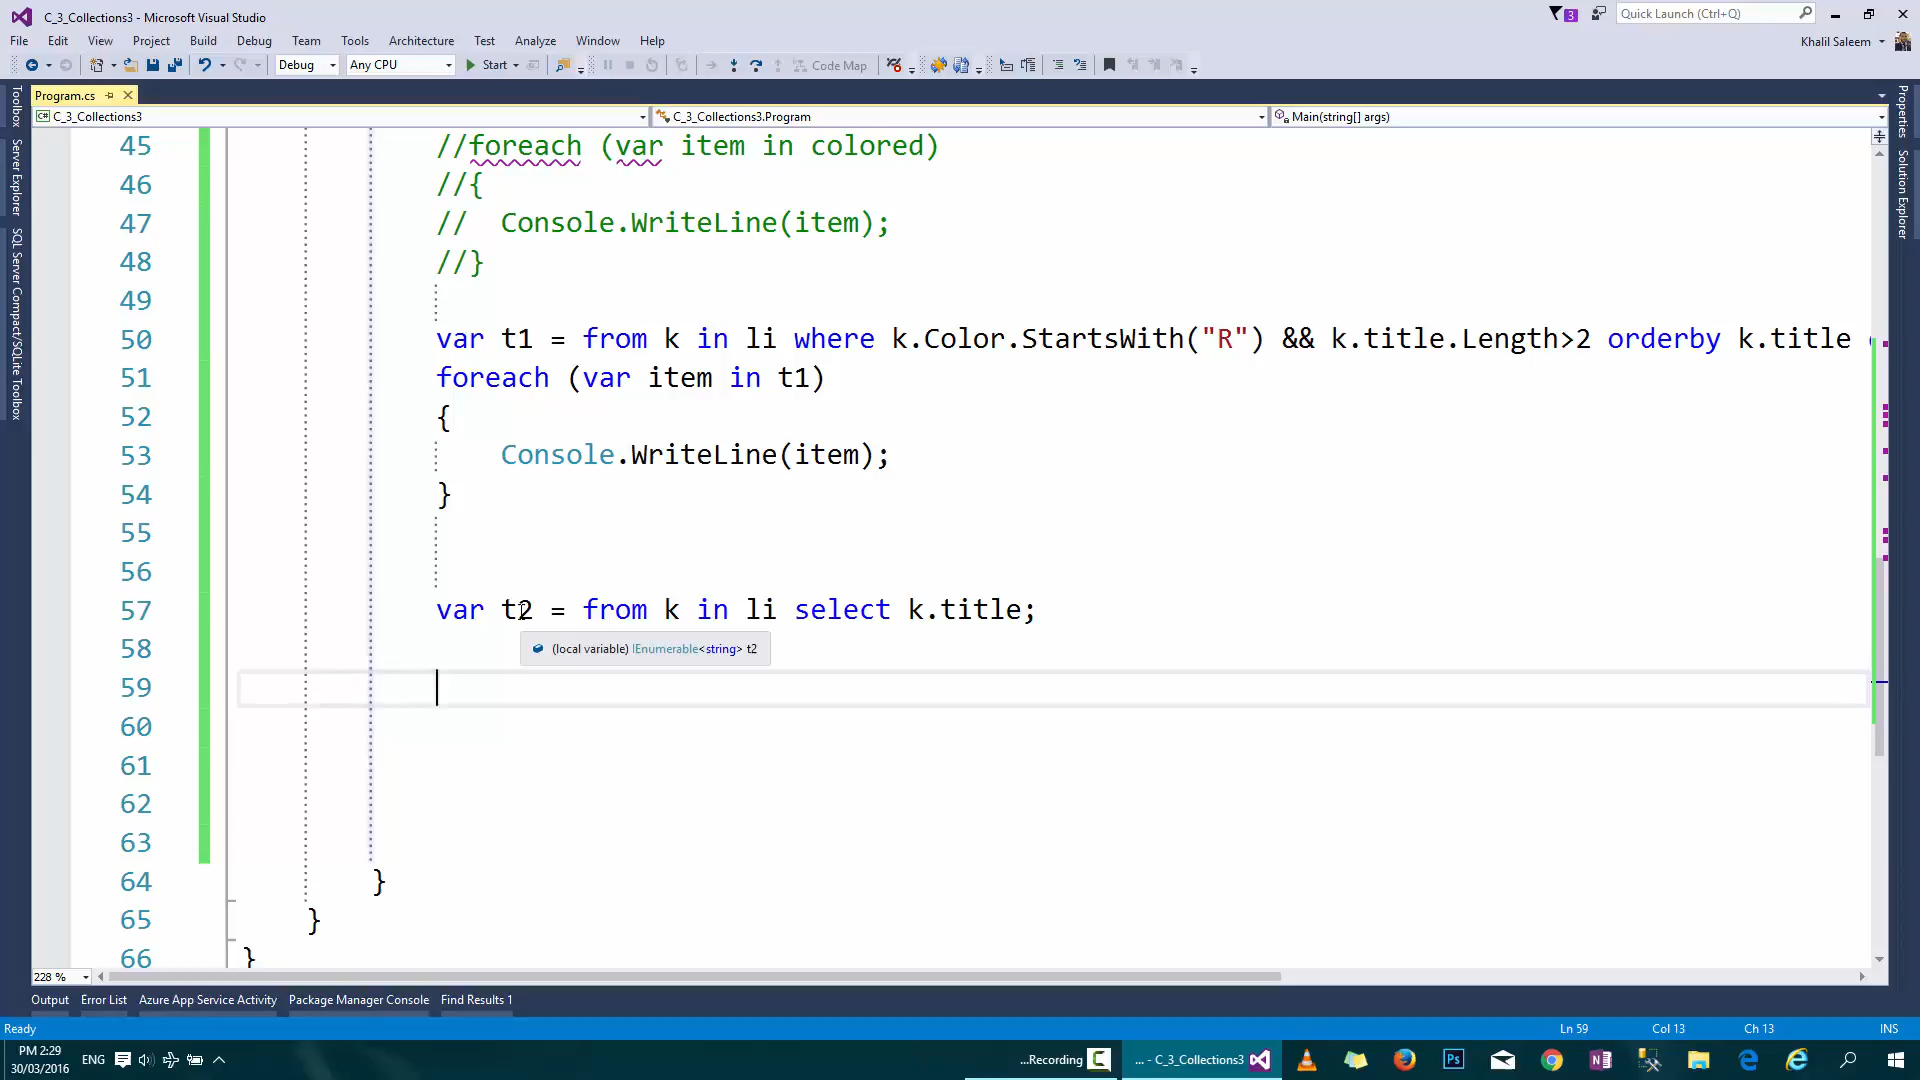 C_3_Collections3 - Microsoft Visual Studio
3
Quick Launch (Ctrl+Q)
File Edit View Project Build Debug Team Tools Architecture Test Analyze Window Help
Khalil Saleem
Debug Any CPU Start Code Map
Program.cs
C# C_3_Collections3 C_3_Collections3.Program Main(string[] args)
Toolbox
Server Explorer
SQL Server Compact/SQLite Toolbox
Properties
Solution Explorer
45 //foreach (var item in colored)
46 //{
47 //  Console.WriteLine(item);
48 //}
49
50 var t1 = from k in li where k.Color.StartsWith("R") && k.title.Length>2 orderby k.title
51 foreach (var item in t1)
52 {
53 Console.WriteLine(item);
54 }
55
56
57 var t2 = from k in li select k.title;
58 (local variable) IEnumerable<string> t2
59
60
61
62
63
64 }
65 }
66 }
228 %
Output Error List Azure App Service Activity Package Manager Console Find Results 1
Ready Ln 59 Col 13 Ch 13 INS
PM 2:29
30/03/2016
ENG
...Recording
... - C_3_Collections3